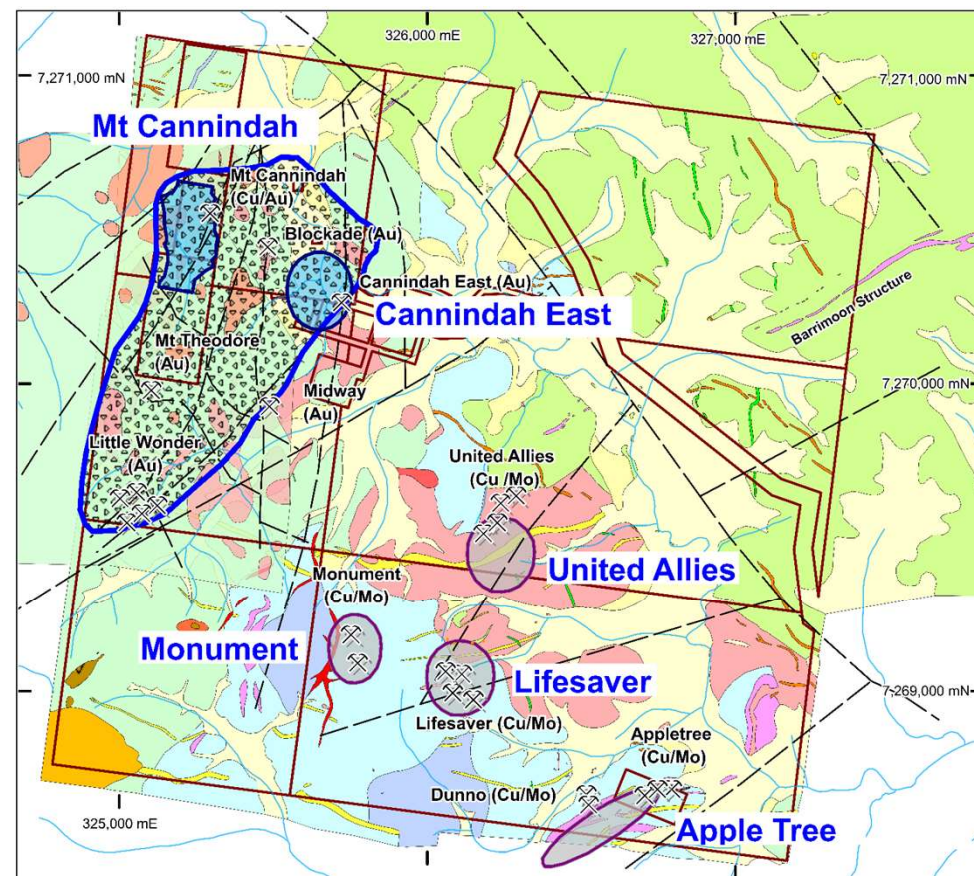 326,000 mE
327,000 mE
7,271,000 mN
7,271,000 mN
Mt Cannindah
Mt Cannindah
(Cu/Au)
Blockade (Au)
Cannindah East (Au)
Cannindah East
Barrimoon Structure
Mt Theodore
(Au)
Midway
(Au)
7,270,000 mN
Little Wonder
(Au)
United Allies
(Cu /Mo)
United Allies
Monument
(Cu/Mo)
Monument
Lifesaver
7,269,000 mN
Lifesaver (Cu/Mo)
Appletree
(Cu/Mo)
Dunno (Cu/Mo)
Apple Tree
325,000 mE